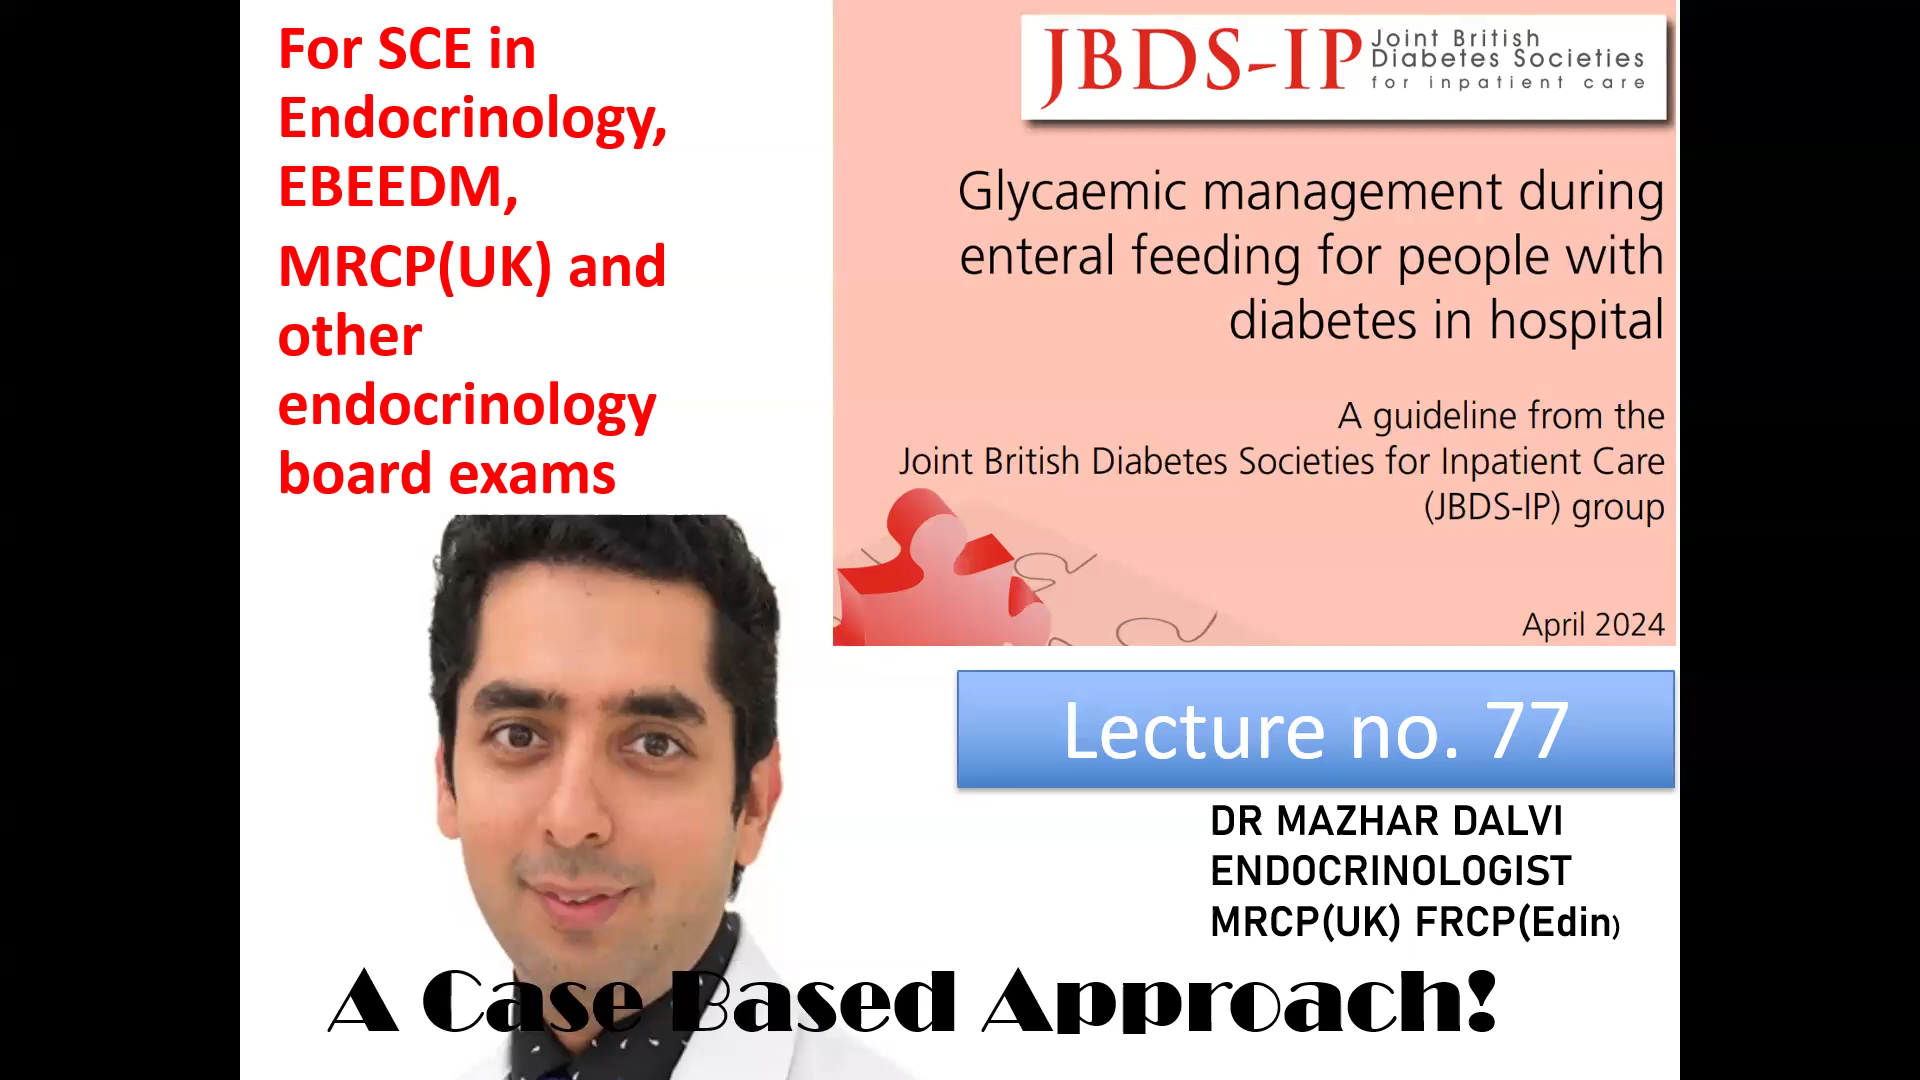 For SCE in
Endocrinology,
EBEEDM,
MRCP(UK) and
other
endocrinology
board exams
JBDS-IP Joint British
Diabetes Societies
for inpatient care
Glycaemic management during
enteral feeding for people with
diabetes in hospital
A guideline from the
Joint British Diabetes Societies for Inpatient Care
(JBDS-IP) group
April 2024
Lecture no. 77
DR MAZHAR DALVI
ENDOCRINOLOGIST
MRCP(UK) FRCP(Edin)
A Case Based Approach!